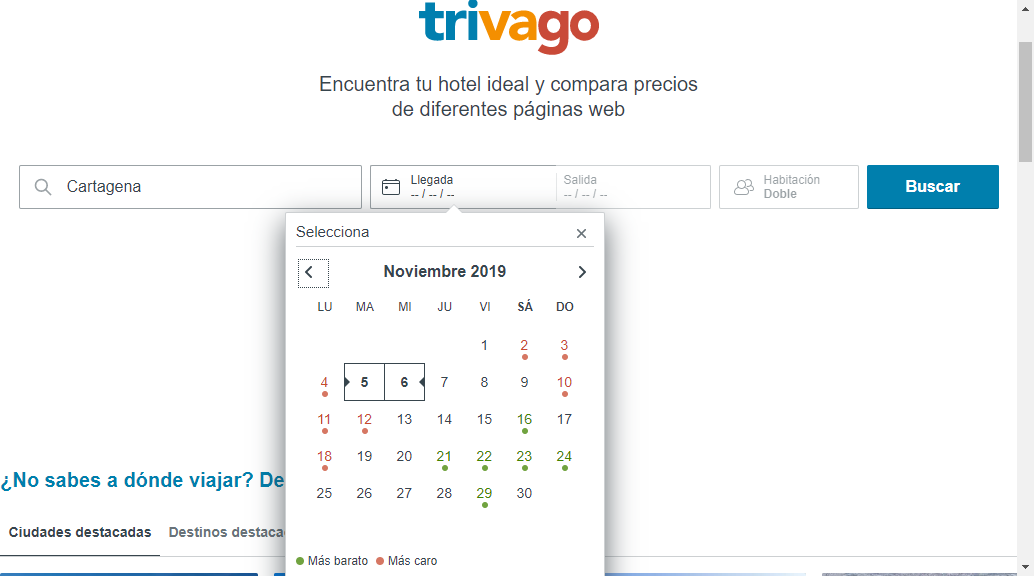 trivago
Encuentra tu hotel ideal y compara precios
de diferentes páginas web
Cartagena
Llegada
-- / -- / --
Salida
-- / -- / --
Habitación
Doble
Buscar
Selecciona
Noviembre 2019
LU MA MI JU VI SÁ DO
1 2 3
4 5 6 7 8 9 10
11 12 13 14 15 16 17
18 19 20 21 22 23 24
25 26 27 28 29 30
Más barato Más caro
¿No sabes a dónde viajar? De
Ciudades destacadas Destinos destaca